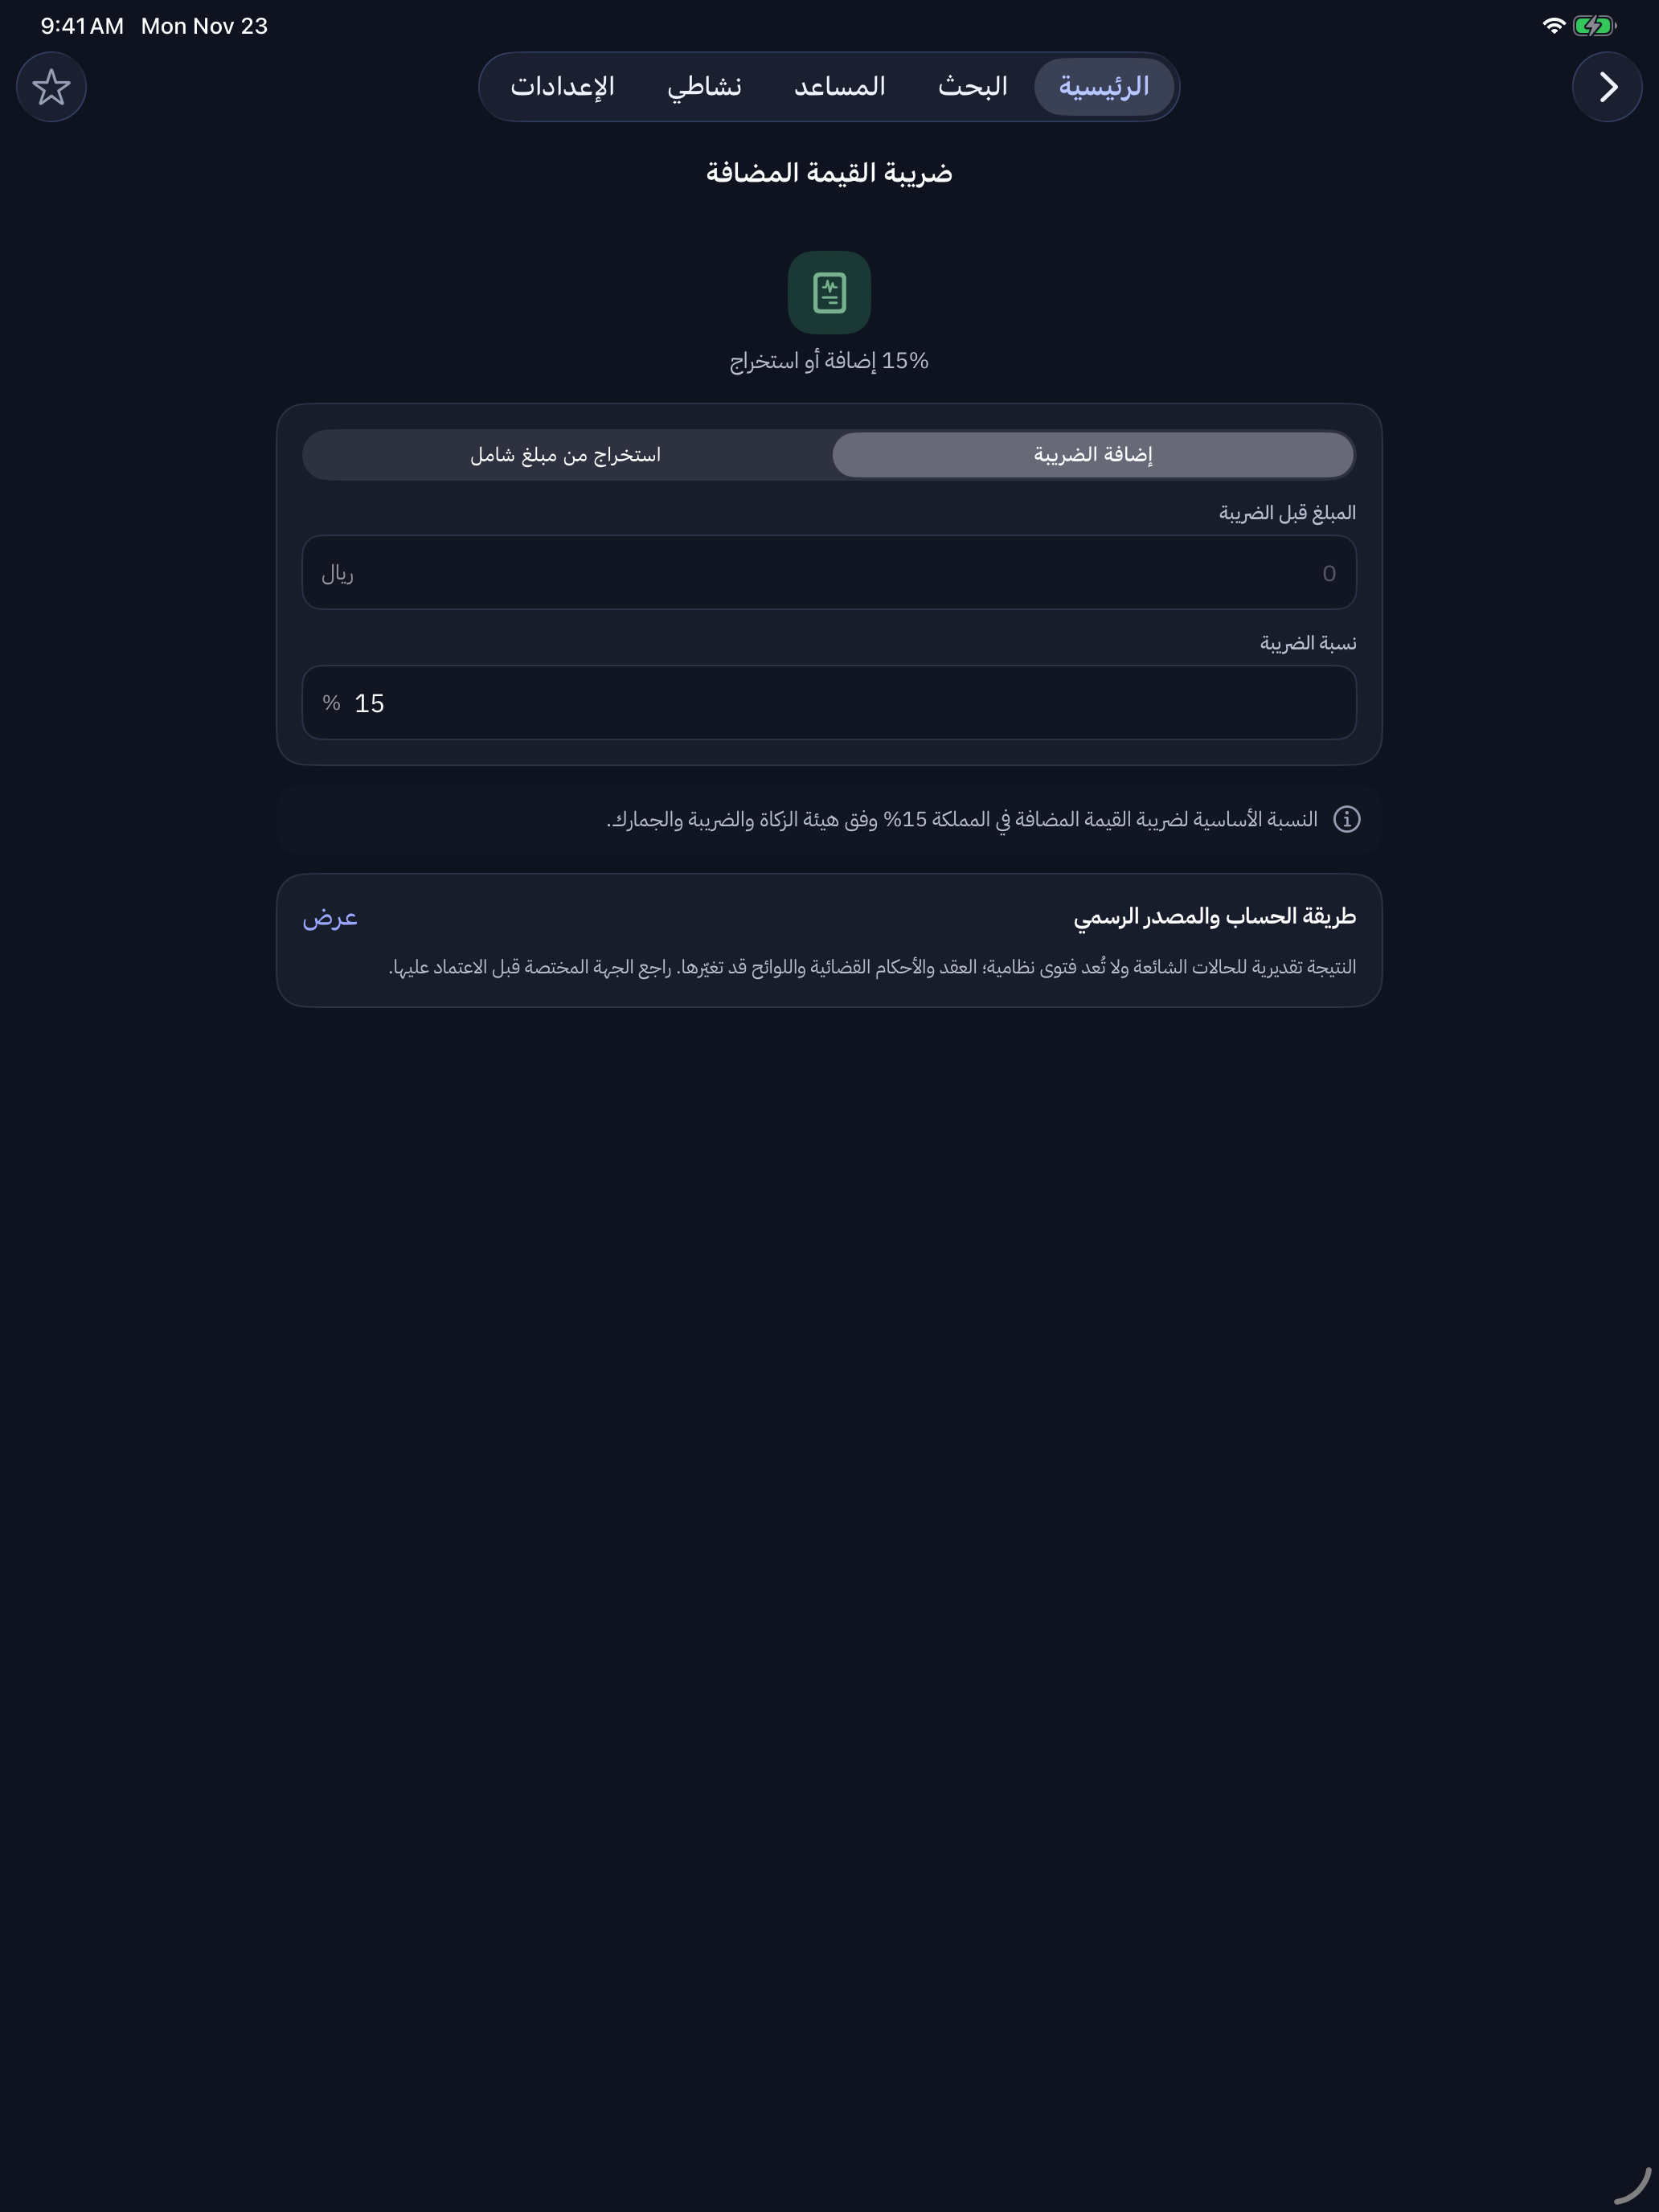 9:41 AM Mon Nov 23
الرئيسية البحث المساعد نشاطي الإعدادات
ضريبة القيمة المضافة
15% إضافة أو استخراج
إضافة الضريبة استخراج من مبلغ شامل
المبلغ قبل الضريبة
0 ريال
نسبة الضريبة
15 %
النسبة الأساسية لضريبة القيمة المضافة في المملكة 15% وفق هيئة الزكاة والضريبة والجمارك.
طريقة الحساب والمصدر الرسمي عرض
النتيجة تقديرية للحالات الشائعة ولا تُعد فتوى نظامية؛ العقد والأحكام القضائية واللوائح قد تغيّرها. راجع الجهة المختصة قبل الاعتماد عليها.